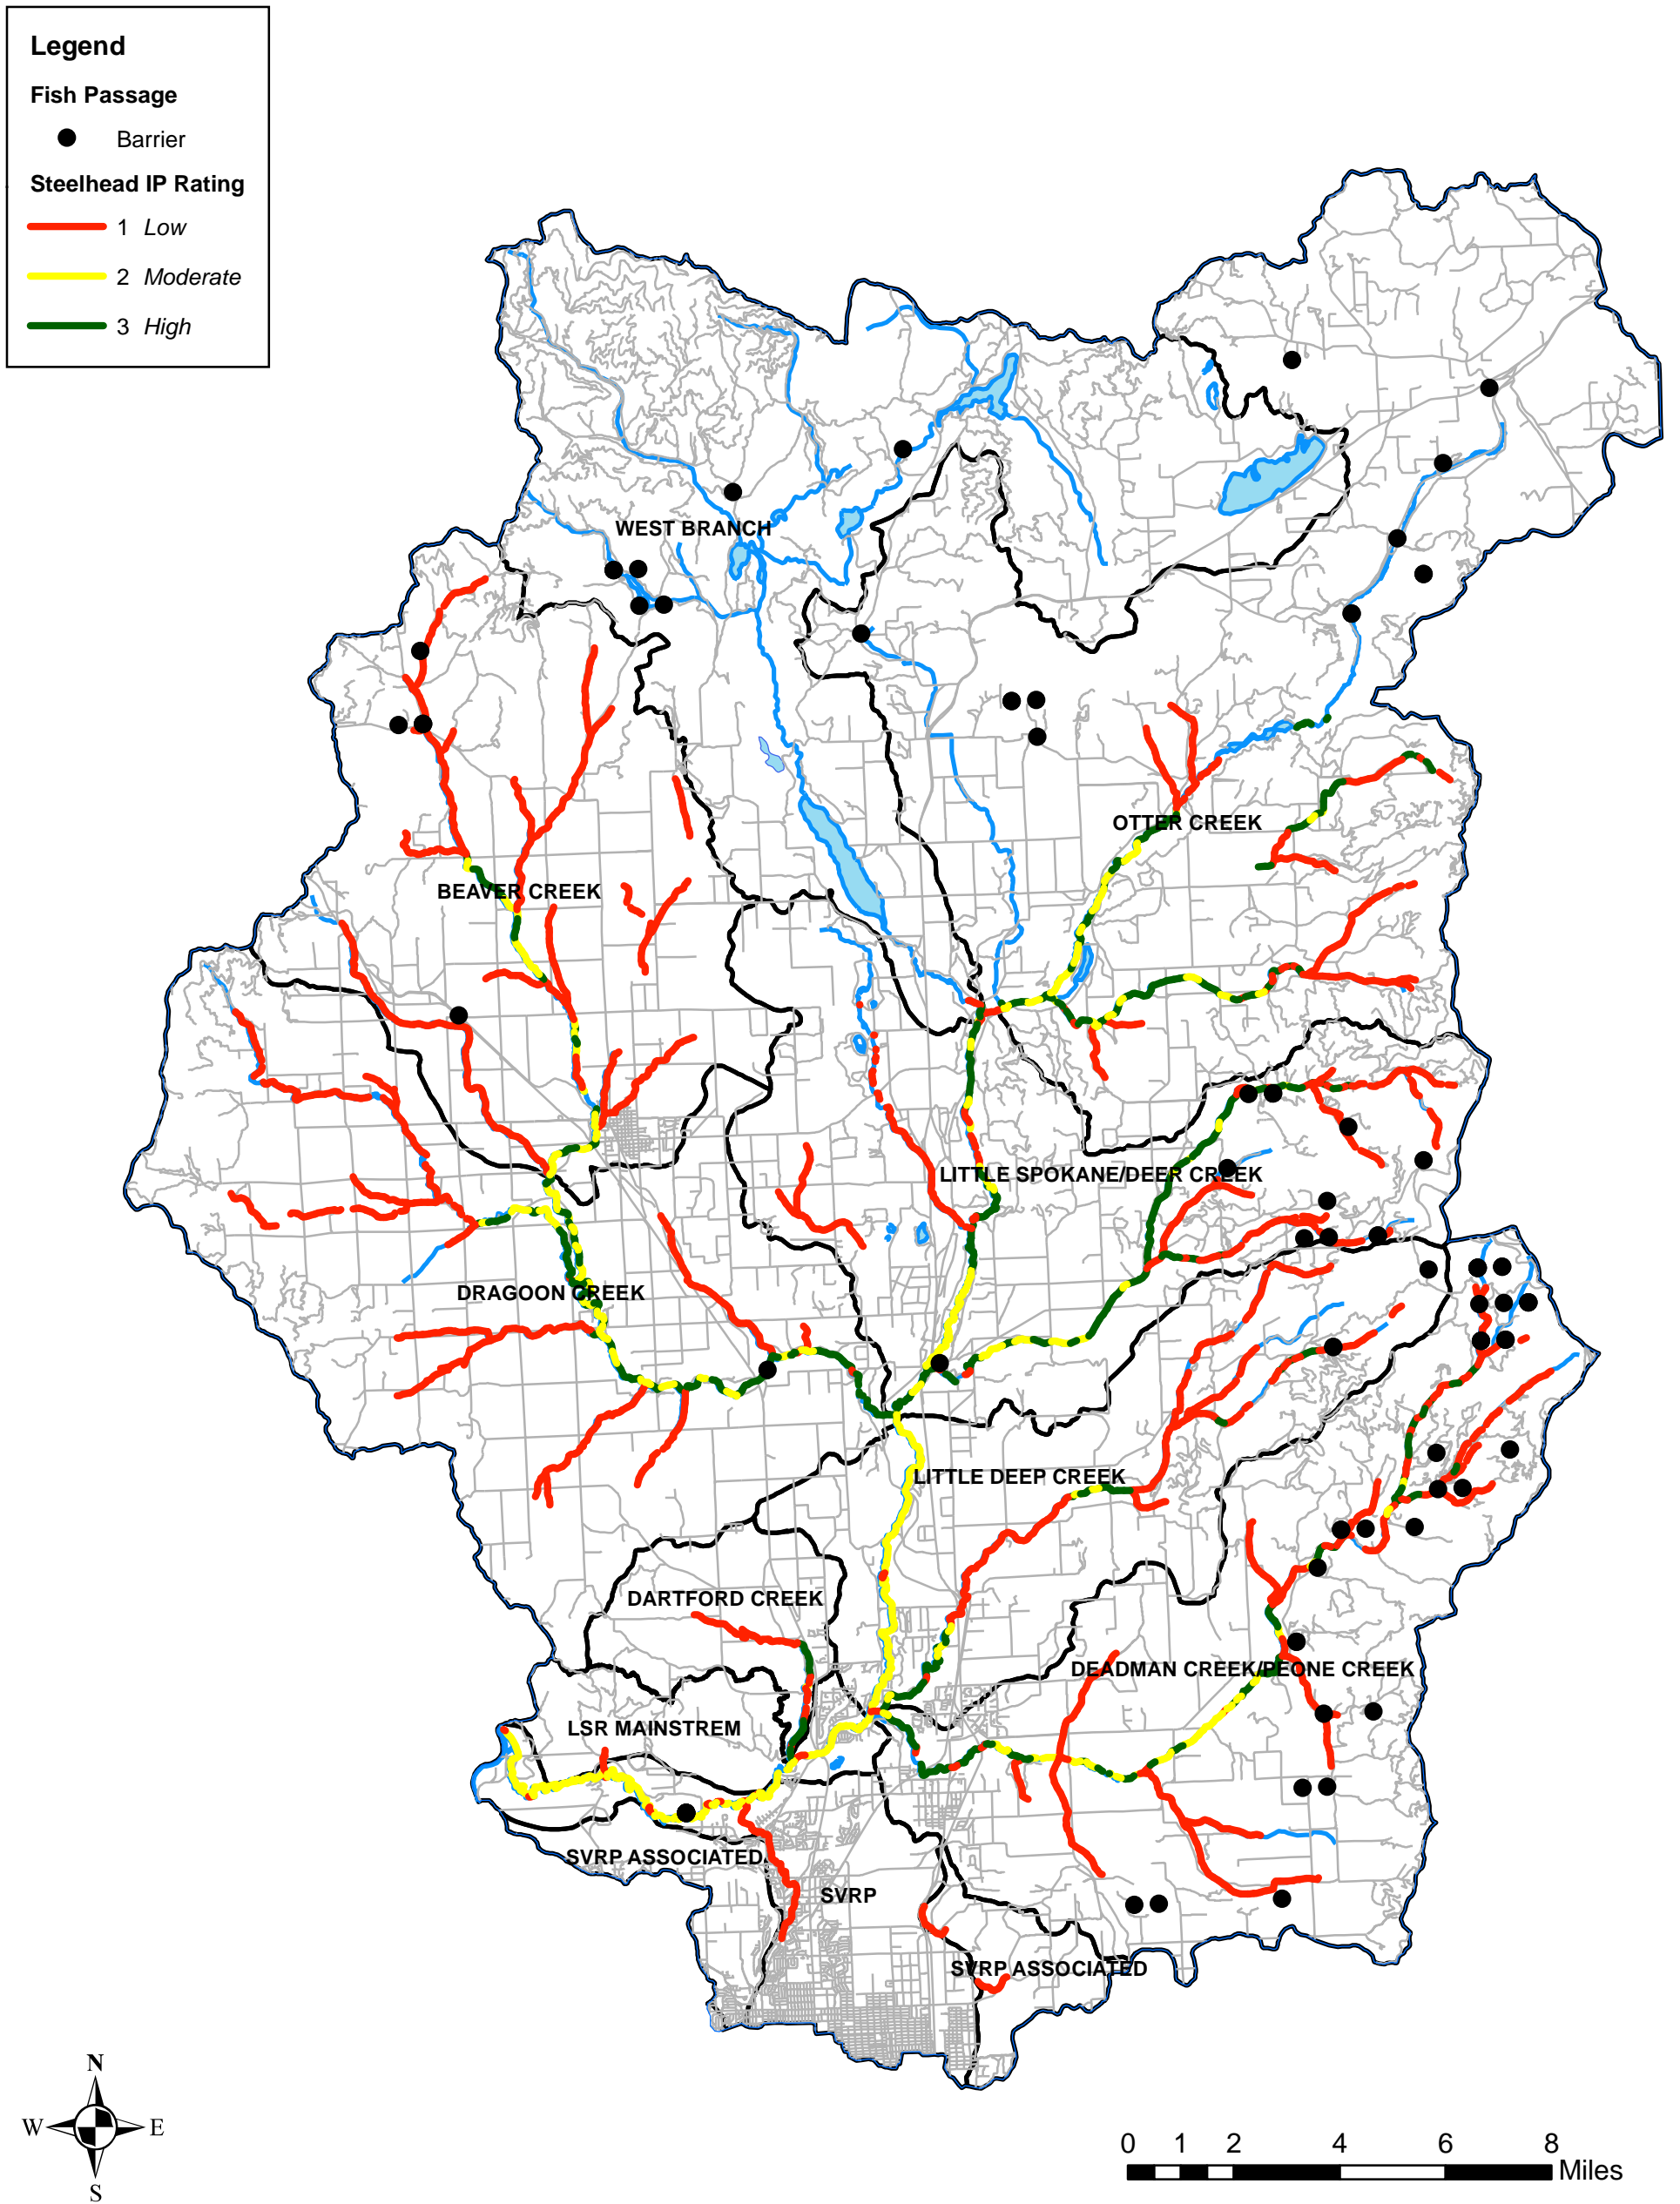 Legend
Fish Passage
Barrier
Steelhead IP Rating
1 Low
2 Moderate
3 High
WEST BRANCH
OTTER CREEK
BEAVER CREEK
LITTLE SPOKANE/DEER CREEK
DRAGOON CREEK
LITTLE DEEP CREEK
DARTFORD CREEK
DEADMAN CREEK/PEONE CREEK
LSR MAINSTREM
SVRP ASSOCIATED
SVRP
SVRP ASSOCIATED
N
W E
S
0 1 2 4 6 8
Miles